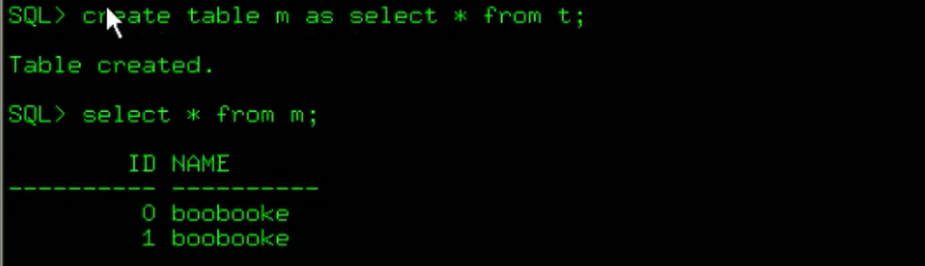 SQL> create table m as select * from t;
Table created.
SQL> select * from m;
        ID NAME
---------- ----------
         0 boobooke
         1 boobooke